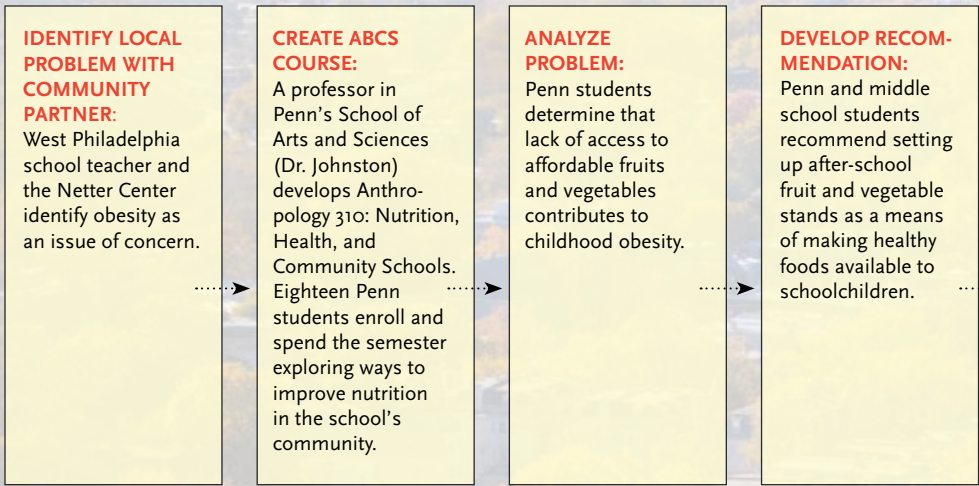 IDENTIFY LOCAL
PROBLEM WITH
COMMUNITY
PARTNER:
West Philadelphia
school teacher and
the Netter Center
identify obesity as
an issue of concern.
CREATE ABCS
COURSE:
A professor in
Penn's School of
Arts and Sciences
(Dr. Johnston)
develops Anthro-
pology 310: Nutrition,
Health, and
Community Schools.
Eighteen Penn
students enroll and
spend the semester
exploring ways to
improve nutrition
in the school's
community.
ANALYZE
PROBLEM:
Penn students
determine that
lack of access to
affordable fruits
and vegetables
contributes to
childhood obesity.
DEVELOP RECOM-
MENDATION:
Penn and middle
school students
recommend setting
up after-school
fruit and vegetable
stands as a means
of making healthy
foods available to
schoolchildren.